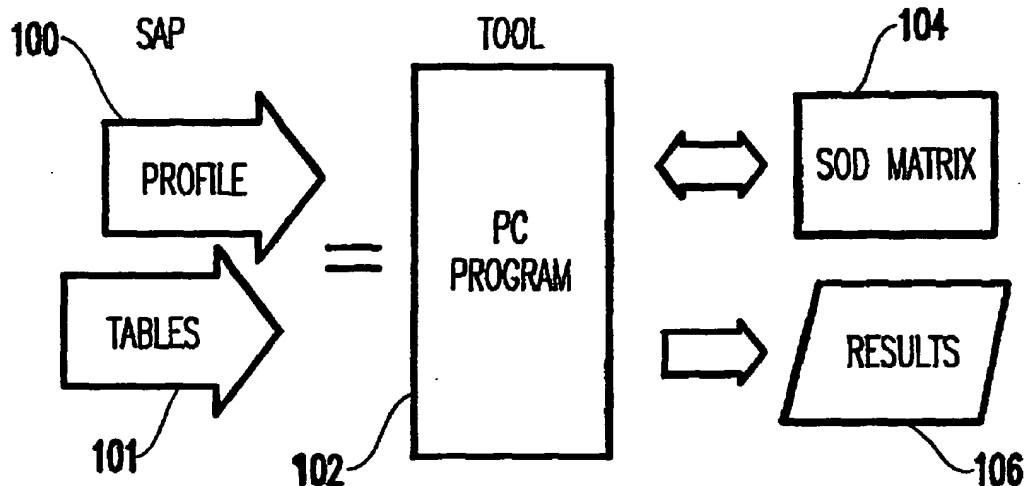 100
SAP
TOOL
104
PROFILE
TABLES
PC
PROGRAM
SOD MATRIX
RESULTS
101
102
106